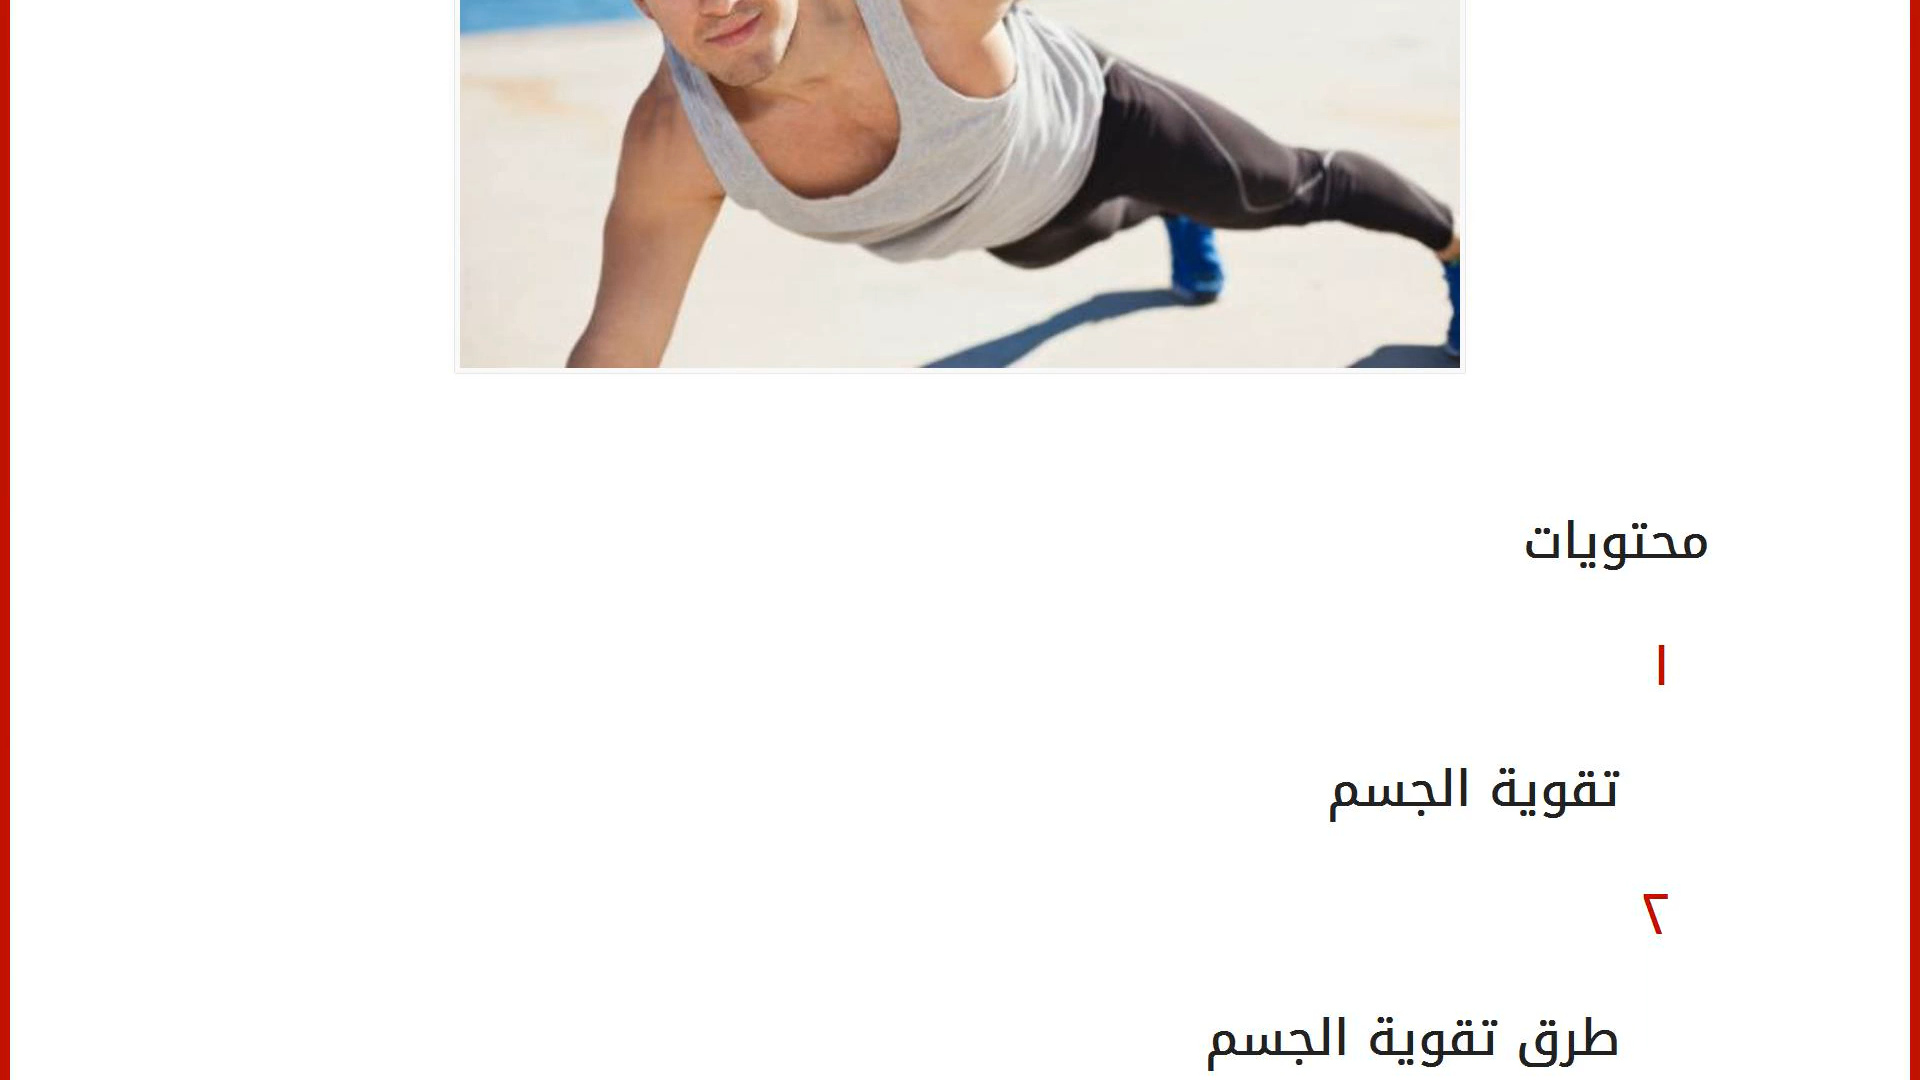 محتويات
١
تقوية الجسم
٢
طرق تقوية الجسم